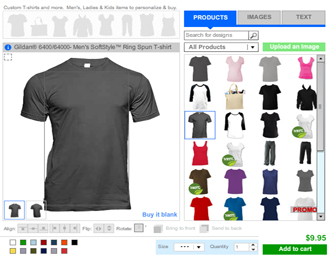 Custom T-shirts and more. Men's, Ladies & Kids items to personalize & buy.
PRODUCTS
IMAGES
TEXT
Search for designs
All Products
Upload an Image
Gildan® 6400/64000- Men's SoftStyle™ Ring Spun T-shirt
Buy it blank
PROMO
Align:
Flip:
Rotate
Bring to front
Send to back
$9.95
Size :
Quantity
1
Add to cart